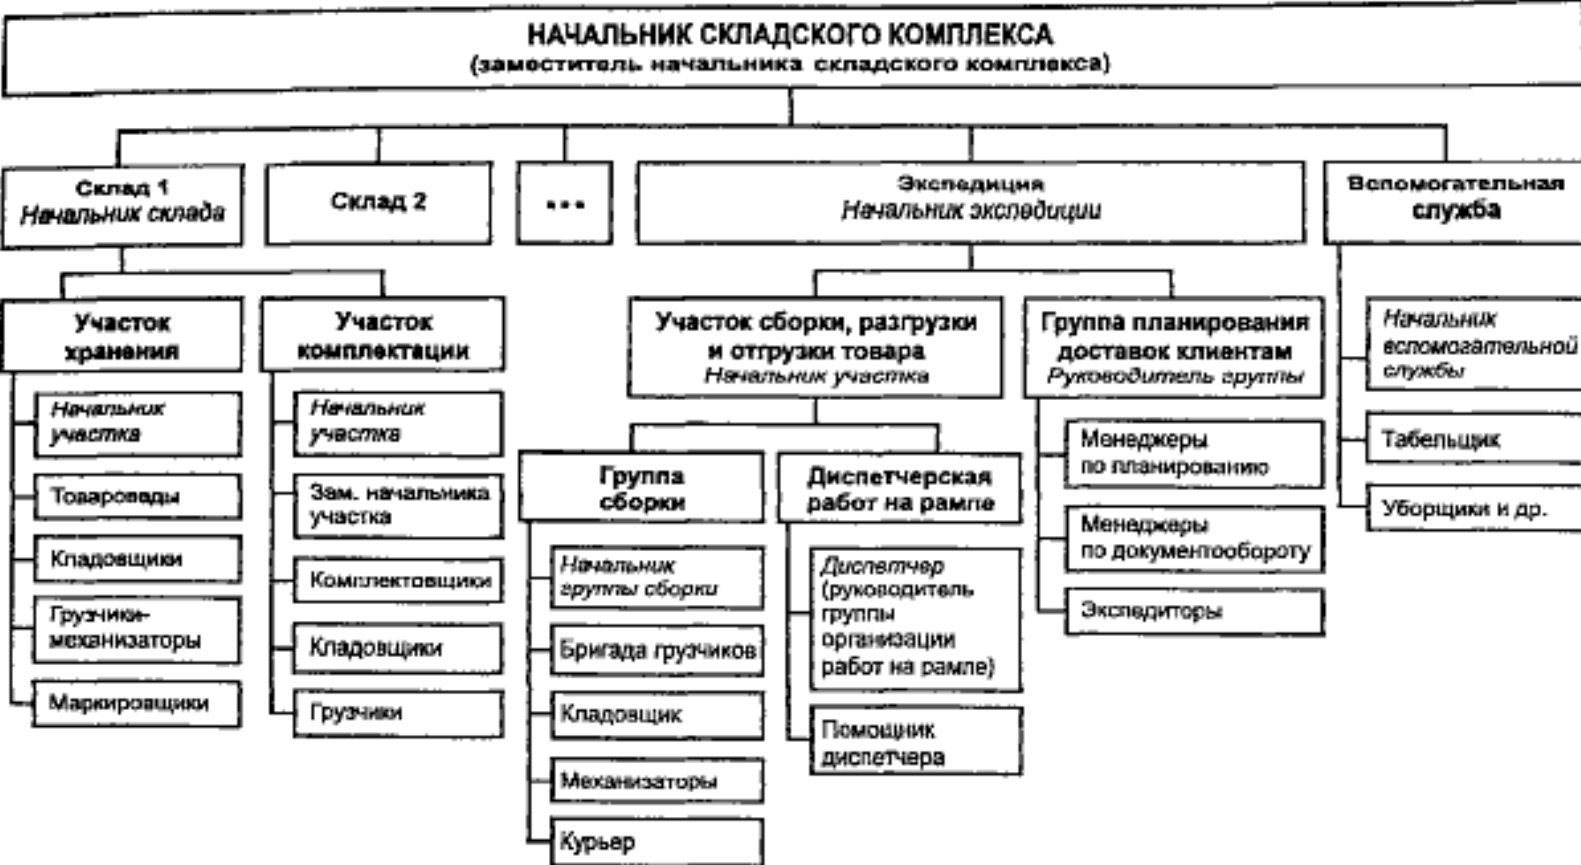 НАЧАЛЬНИК СКЛАДСКОГО КОМПЛЕКСА
(заместитель начальника складского комплекса)
Склад 1
Начальник склада
Склад 2
...
Экспедиция
Начальник экспедиции
Вспомогательная
служба
Участок
хранения
Начальник
участка
Товароведы
Кладовщики
Грузчики-
механизаторы
Маркировщики
Участок
комплектации
Начальник
участка
Зам. начальника
участка
Комплектовщики
Кладовщики
Грузчики
Участок сборки, разгрузки
и отгрузки товара
Начальник участка
Группа
сборки
Начальник
группы сборки
Бригада грузчиков
Кладовщик
Механизаторы
Курьер
Диспетчерская
работ на рампе
Диспетчер
(руководитель
группы
организации
работ на рампе)
Помощник
диспетчера
Группа планирования
доставок клиентам
Руководитель группы
Менеджеры
по планированию
Менеджеры
по документообороту
Экспедиторы
Начальник
вспомогательной
службы
Табельщик
Уборщики и др.